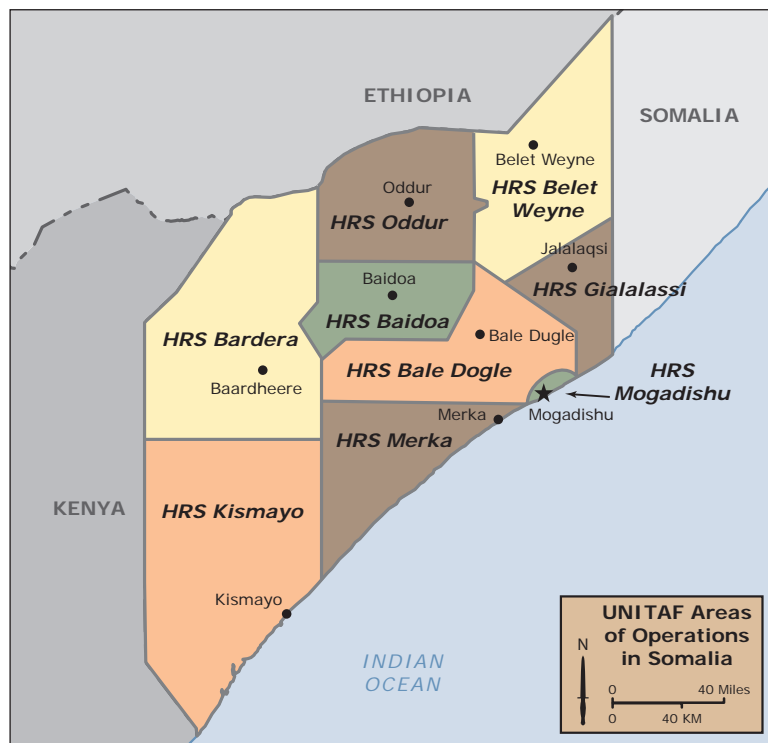 ETHIOPIA
SOMALIA
Belet Weyne
HRS Belet
Weyne
Oddur
HRS Oddur
Jalalaqsi
HRS Gialalassi
Baidoa
HRS Baidoa
HRS Bardera
Baardheere
Bale Dugle
HRS Bale Dogle
HRS
Mogadishu
Mogadishu
Merka
HRS Merka
KENYA
HRS Kismayo
Kismayo
INDIAN
OCEAN
UNITAF Areas
of Operations
in Somalia
N
0 40 Miles
0 40 KM